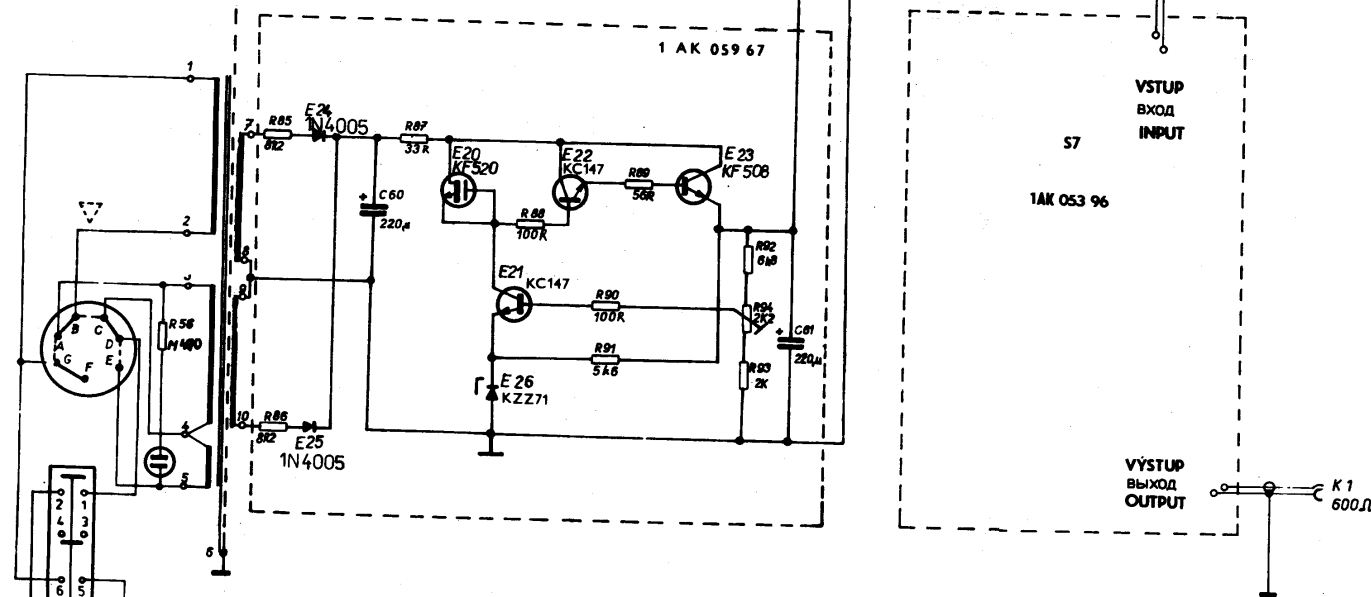 1 AK 059 67
1
2
4
5
6
7
8
9
10
R85
8R2
E24
1N4005
R87
33R
E20
KF520
E22
KC147
R89
56R
E23
KF508
+
C60
220µ
R88
100R
E21
KC147
R90
100R
R91
5k6
E26
KZZ71
R92
6k8
R94
2K2
R93
2K
+
C61
220µ
R86
8R2
E25
1N4005
R56
A
B
C
D
E
F
G
2
1
4
3
6
5
VSTUP
ВХОД
INPUT
S7
1AK 053 96
VÝSTUP
ВЫХОД
OUTPUT
K1
600Ω